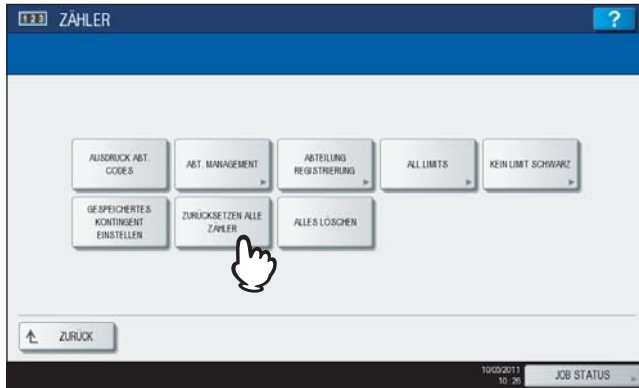 123 ZÄHLER
?
AUSDRUCK ABT.
CODES
ABT. MANAGEMENT
ABTEILUNG
REGISTRIERUNG
ALL.LIMITS
KEIN LIMIT SCHWARZ
GESPEICHERTES
KONTINGENT
EINSTELLEN
ZURÜCKSETZEN ALLE
ZÄHLER
ALLES LÖSCHEN
ZURÜCK
10/05/2011
10:26
JOB STATUS